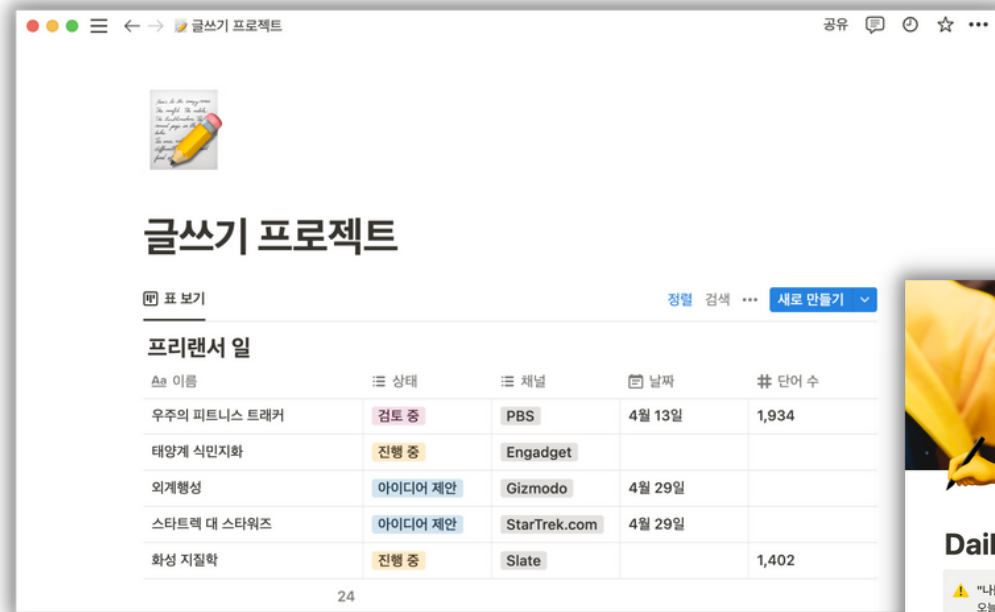 글쓰기 프로젝트
공유
글쓰기 프로젝트
표 보기
정렬 검색 새로 만들기
프리랜서 일
Aa 이름 상태 채널 날짜 단어 수
우주의 피트니스 트래커 검토 중 PBS 4월 13일 1,934
태양계 식민지화 진행 중 Engadget
외계행성 아이디어 제안 Gizmodo 4월 29일
스타트렉 대 스타워즈 아이디어 제안 StarTrek.com 4월 29일
화성 지질학 진행 중 Slate 1,402
24
Dail